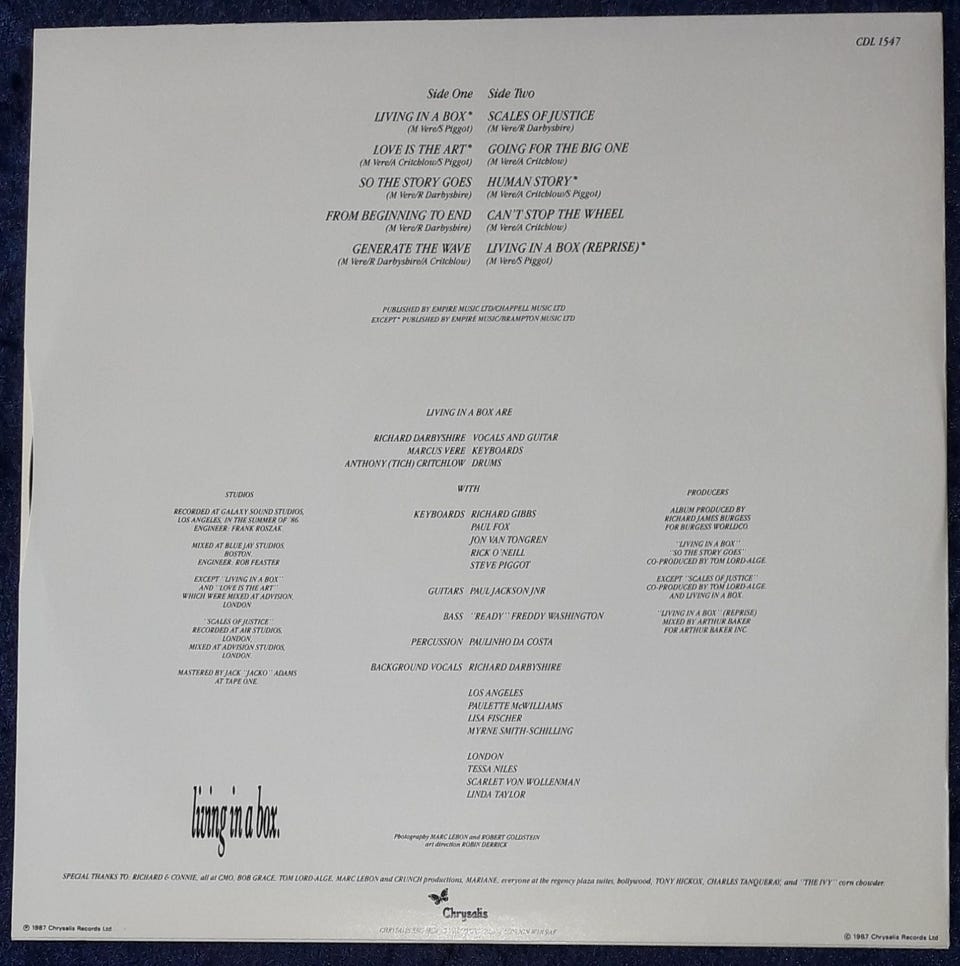 CDL 1547
Side One
LIVING IN A BOX*
(M Vere/S Piggot)
LOVE IS THE ART*
(M Vere/A Critchlow/S Piggot)
SO THE STORY GOES
(M Vere/R Darbyshire)
FROM BEGINNING TO END
(M Vere/R Darbyshire)
GENERATE THE WAVE
(M Vere/R Darbyshire/A Critchlow)
Side Two
SCALES OF JUSTICE
(M Vere/R Darbyshire)
GOING FOR THE BIG ONE
(M Vere/A Critchlow)
HUMAN STORY*
(M Vere/A Critchlow/S Piggot)
CAN'T STOP THE WHEEL
(M Vere/A Critchlow)
LIVING IN A BOX (REPRISE)*
(M Vere/S Piggot)
PUBLISHED BY EMPIRE MUSIC LTD/CHAPPELL MUSIC LTD
EXCEPT* PUBLISHED BY EMPIRE MUSIC/BRAMPTON MUSIC LTD
LIVING IN A BOX ARE
RICHARD DARBYSHIRE VOCALS AND GUITAR
MARCUS VERE KEYBOARDS
ANTHONY (TICH) CRITCHLOW DRUMS
WITH
KEYBOARDS RICHARD GIBBS
PAUL FOX
JON VAN TONGREN
RICK O'NEILL
STEVE PIGGOT
GUITARS PAUL JACKSON JNR
BASS "READY" FREDDY WASHINGTON
PERCUSSION PAULINHO DA COSTA
BACKGROUND VOCALS RICHARD DARBYSHIRE
LOS ANGELES
PAULETTE McWILLIAMS
LISA FISCHER
MYRNE SMITH-SCHILLING
LONDON
TESSA NILES
SCARLET VON WOLLENMAN
LINDA TAYLOR
STUDIOS
RECORDED AT GALAXY SOUND STUDIOS,
LOS ANGELES, IN THE SUMMER OF '86
ENGINEER: FRANK ROSZAK.
MIXED AT BLUE JAY STUDIOS,
BOSTON.
ENGINEER: ROB FEASTER
EXCEPT "LIVING IN A BOX"
AND "LOVE IS THE ART"
WHICH WERE MIXED AT ADVISION,
LONDON
"SCALES OF JUSTICE"
RECORDED AT AIR STUDIOS,
LONDON,
MIXED AT ADVISION STUDIOS,
LONDON.
MASTERED BY JACK "JACKO" ADAMS
AT TAPE ONE.
PRODUCERS
ALBUM PRODUCED BY
RICHARD JAMES BURGESS
FOR BURGESS WORLDCO.
"LIVING IN A BOX"
"SO THE STORY GOES"
CO-PRODUCED BY TOM LORD-ALGE.
EXCEPT "SCALES OF JUSTICE"
CO-PRODUCED BY TOM LORD-ALGE.
AND LIVING IN A BOX.
"LIVING IN A BOX" (REPRISE)
MIXED BY ARTHUR BAKER
FOR ARTHUR BAKER INC.
living in a box.
Photography MARC LEBON and ROBERT GOLDSTEIN
art direction ROBIN DERRICK
SPECIAL THANKS TO: RICHARD & CONNIE, all at CMO, BOB GRACE, TOM LORD-ALGE, MARC LEBON and CRUNCH productions, MARIANE, everyone at the regency plaza suites, hollywood, TONY HICKOX, CHARLES TANQUERAY, and "THE IVY" corn chowder.
Chrysalis
℗ 1987 Chrysalis Records Ltd
© 1987 Chrysalis Records Ltd